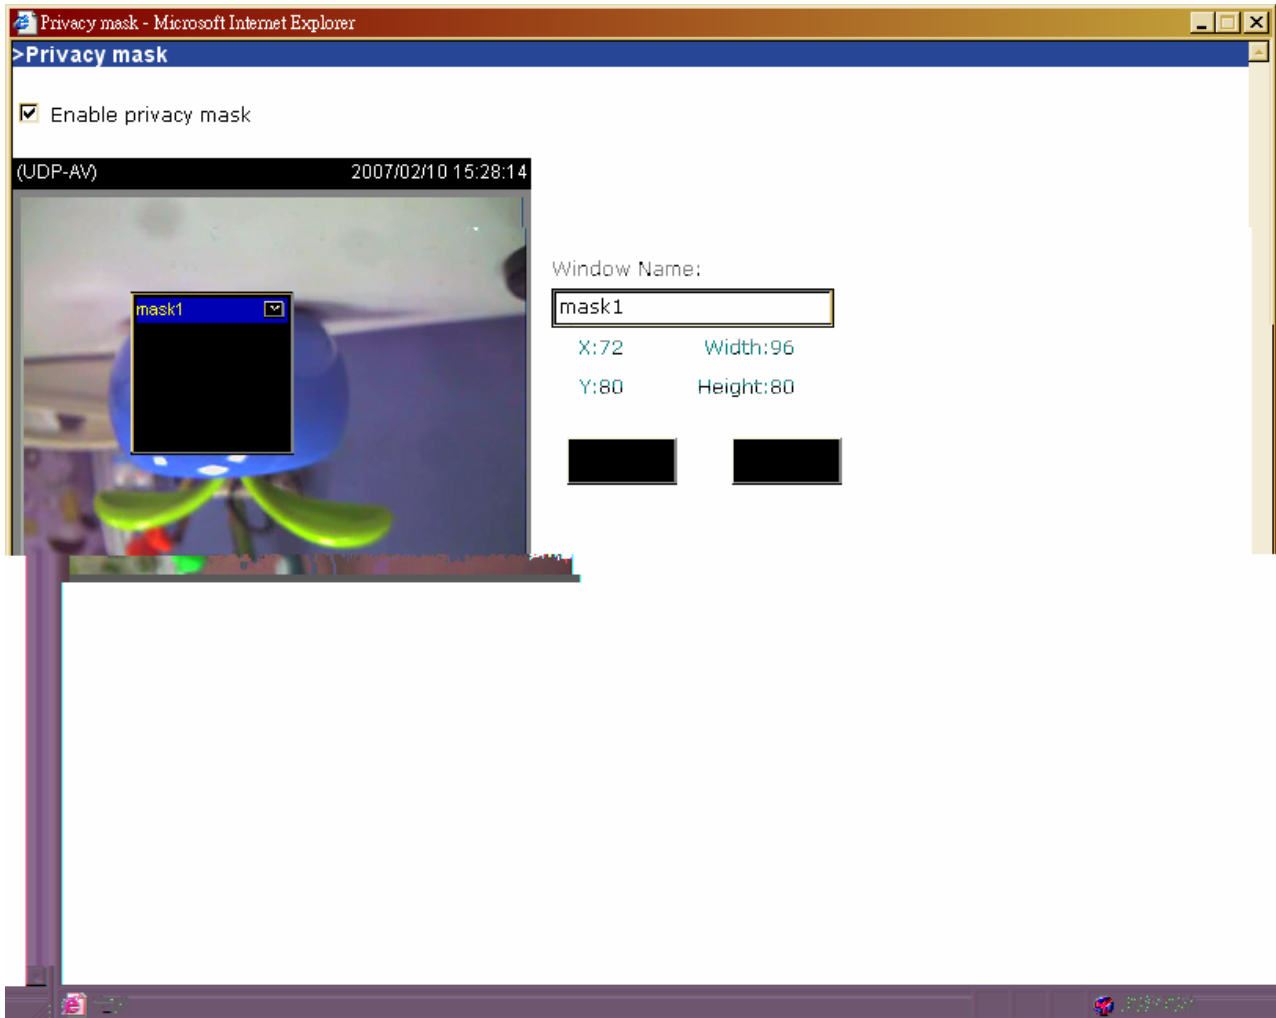 Privacy mask - Microsoft Internet Explorer
>Privacy mask
Enable privacy mask
(UDP-AV) 2007/02/10 15:28:14
mask1
Window Name:
mask1
X:72 Width:96
Y:80 Height:80